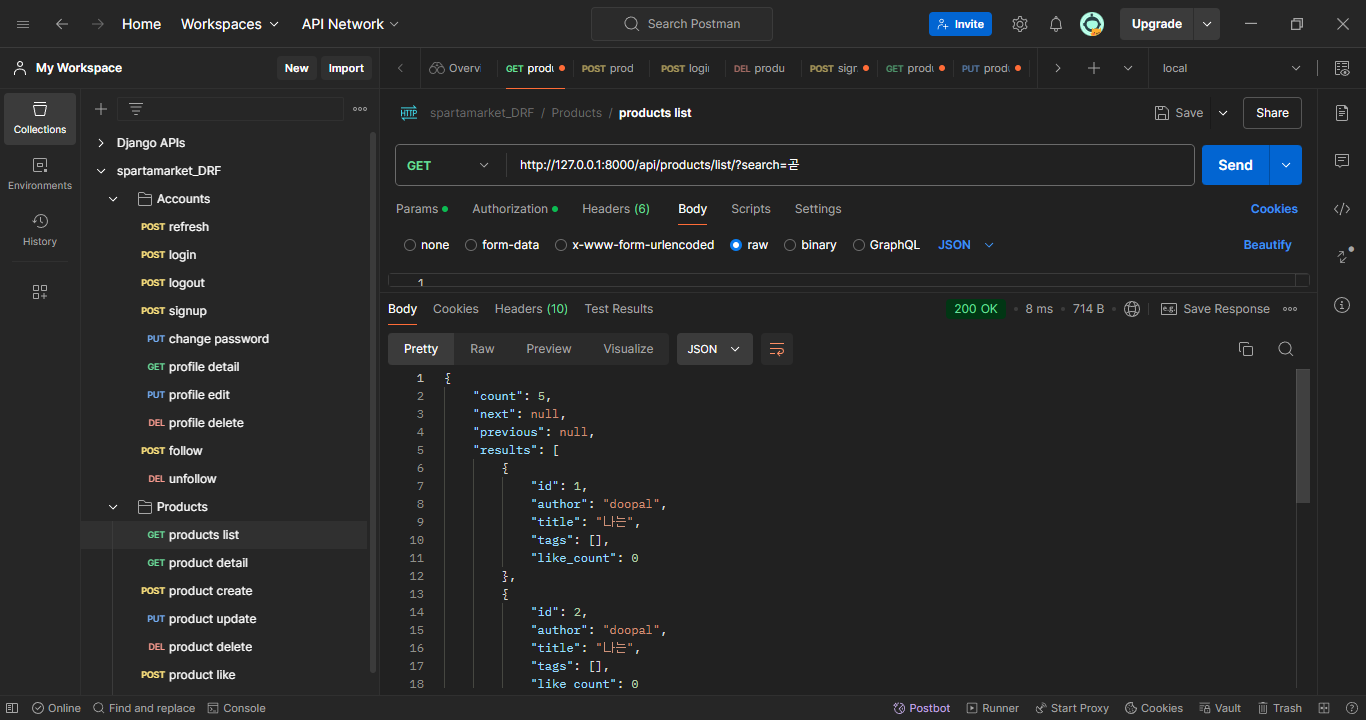 Home Workspaces API Network Search Postman Invite Upgrade
My Workspace New Import Overvi GET produ POST prod POST logi DEL produ POST sign GET produ PUT produ local
Collections
Environments
History
Django APIs
spartamarket_DRF
Accounts
POST refresh
POST login
POST logout
POST signup
PUT change password
GET profile detail
PUT profile edit
DEL profile delete
POST follow
DEL unfollow
Products
GET products list
GET product detail
POST product create
PUT product update
DEL product delete
POST product like
HTTP spartamarket_DRF / Products / products list Save Share
GET http://127.0.0.1:8000/api/products/list/?search=곧 Send
Params Authorization Headers (6) Body Scripts Settings Cookies
none form-data x-www-form-urlencoded raw binary GraphQL JSON Beautify
1
Body Cookies Headers (10) Test Results 200 OK 8 ms 714 B e.g. Save Response
Pretty Raw Preview Visualize JSON
1 {
2 "count": 5,
3 "next": null,
4 "previous": null,
5 "results": [
6 {
7 "id": 1,
8 "author": "doopal",
9 "title": "나는",
10 "tags": [],
11 "like_count": 0
12 },
13 {
14 "id": 2,
15 "author": "doopal",
16 "title": "나는",
17 "tags": [],
18 "like_count": 0
Online Find and replace Console Postbot Runner Start Proxy Cookies Vault Trash